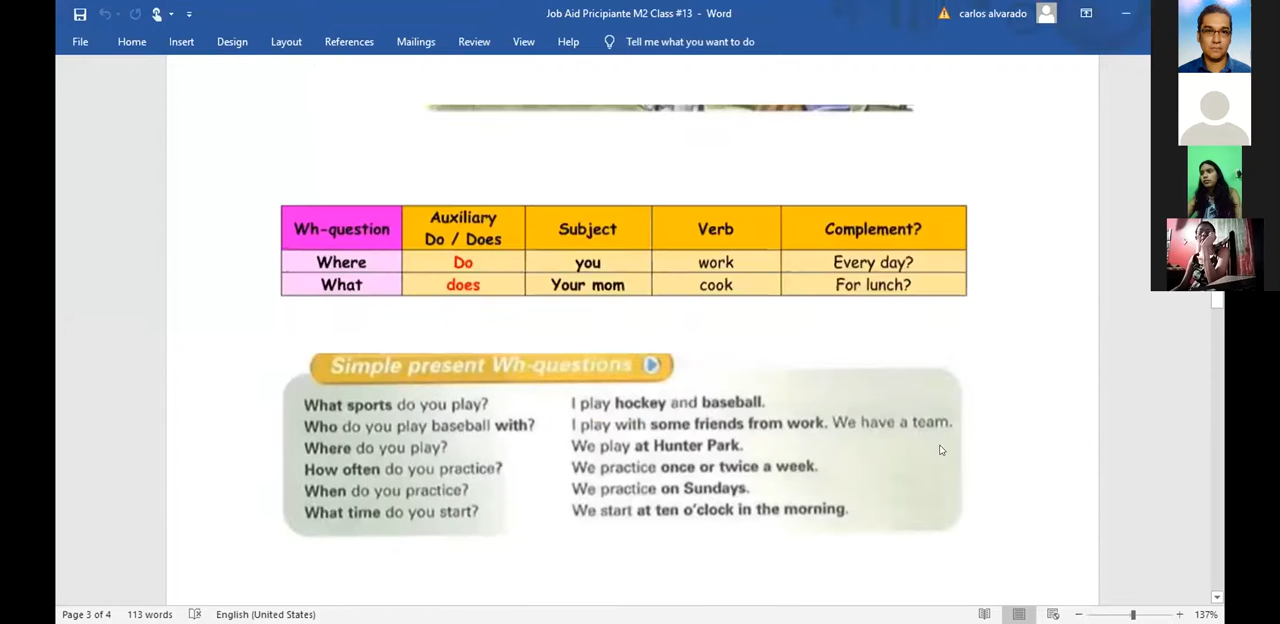 Job Aid Pricipiante M2 Class #13 - Word
carlos alvarado
File Home Insert Design Layout References Mailings Review View Help Tell me what you want to do
Wh-question Auxiliary Do / Does Subject Verb Complement?
Where Do you work Every day?
What does Your mom cook For lunch?
Simple present Wh-questions
What sports do you play? I play hockey and baseball.
Who do you play baseball with? I play with some friends from work. We have a team.
Where do you play? We play at Hunter Park.
How often do you practice? We practice once or twice a week.
When do you practice? We practice on Sundays.
What time do you start? We start at ten o'clock in the morning.
Page 3 of 4 113 words English (United States) 137%